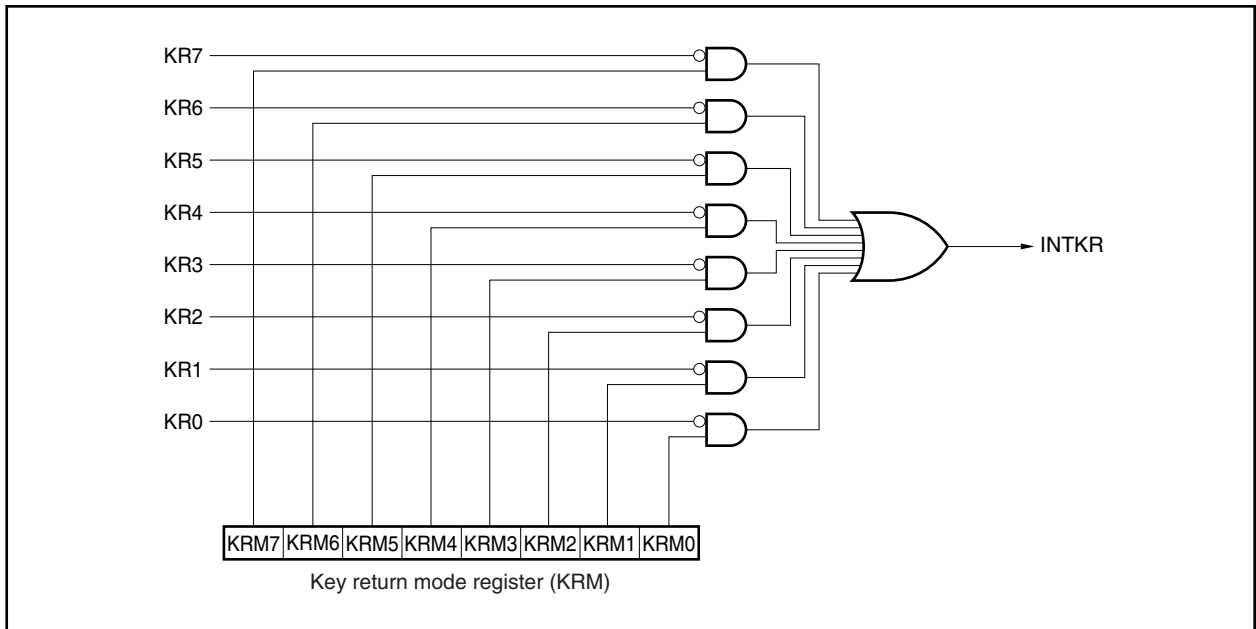 KR7
KR6
KR5
KR4
KR3
KR2
KR1
KR0
INTKR
KRM7 KRM6 KRM5 KRM4 KRM3 KRM2 KRM1 KRM0
Key return mode register (KRM)